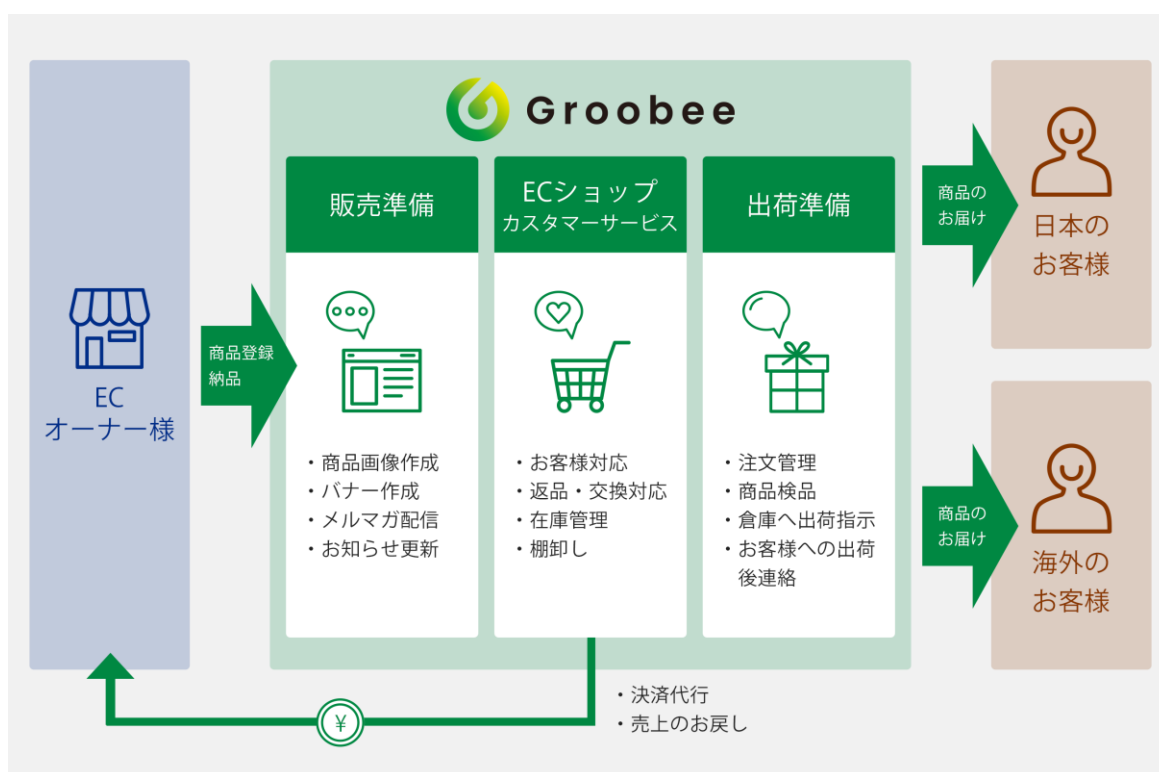 Groobee
EC
オーナー様
商品登録
納品
販売準備
・商品画像作成
・バナー作成
・メルマガ配信
・お知らせ更新
ECショップ
カスタマーサービス
・お客様対応
・返品・交換対応
・在庫管理
・棚卸し
出荷準備
・注文管理
・商品検品
・倉庫へ出荷指示
・お客様への出荷
後連絡
商品の
お届け
日本の
お客様
商品の
お届け
海外の
お客様
・決済代行
・売上のお戻し
¥